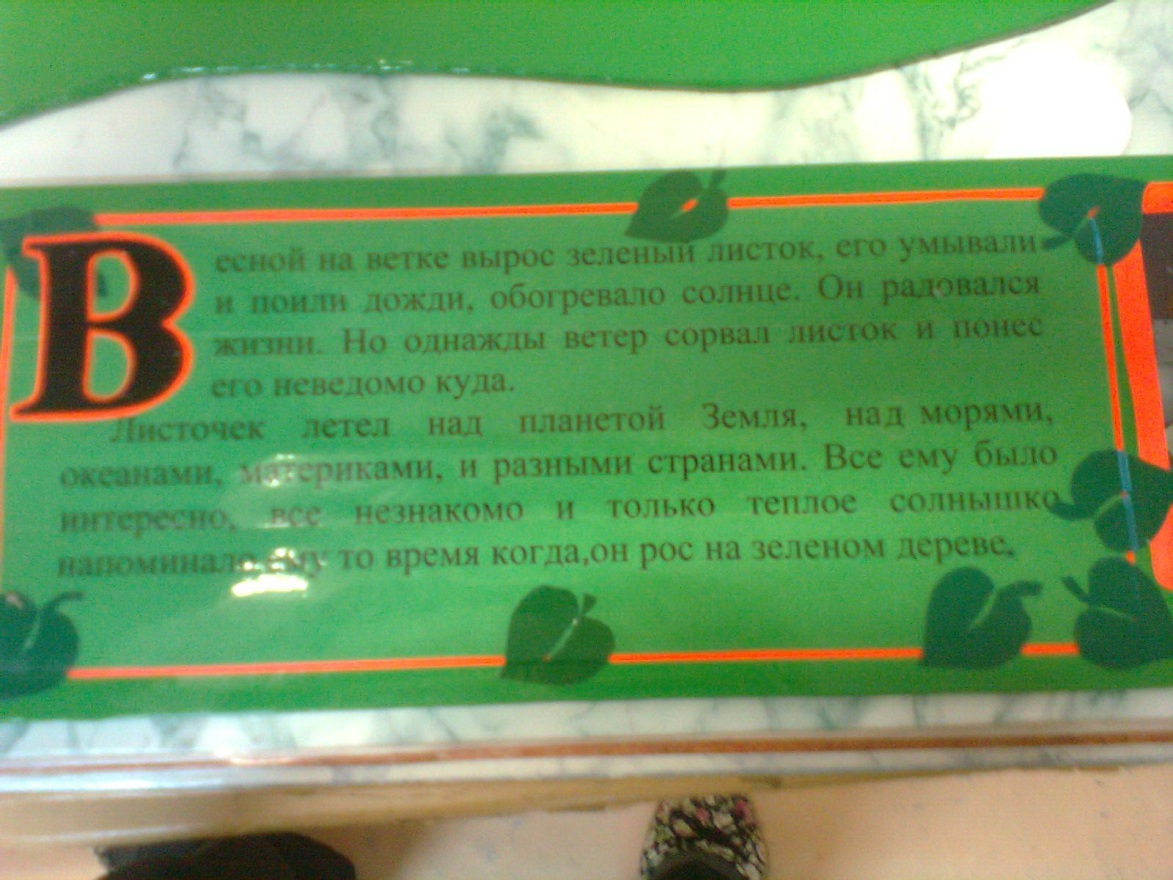 Весной на ветке вырос зеленый листок, его умывали
и поили дожди, обогревало солнце. Он радовался
жизни. Но однажды ветер сорвал листок и понес
его неведомо куда.
Листочек летел над планетой Земля, над морями,
океанами, материками, и разными странами. Все ему было
интересно, все незнакомо и только теплое солнышко
напоминало ему то время когда,он рос на зеленом дереве.